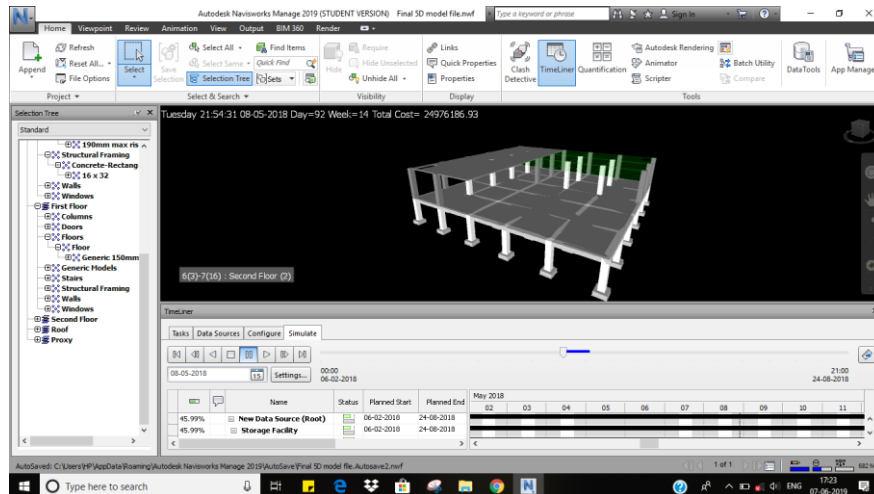 Autodesk Navisworks Manage 2019 (STUDENT VERSION) Final 5D model file.nwf
Type a keyword or phrase
Sign In
Home Viewpoint Review Animation View Output BIM 360 Render
Append
Refresh
Reset All...
File Options
Project
Select
Save Selection
Select All
Select Same
Selection Tree
Find Items
Quick Find
Sets
Select & Search
Hide
Require
Hide Unselected
Unhide All
Visibility
Links
Quick Properties
Properties
Display
Clash Detective
TimeLiner
Quantification
Autodesk Rendering
Animator
Scripter
Batch Utility
Compare
DataTools
App Manage
Tools
Selection Tree
Standard
190mm max ris
Structural Framing
Concrete-Rectang
16 x 32
Walls
Windows
First Floor
Columns
Doors
Floors
Floor
Generic 150mm
Generic Models
Stairs
Structural Framing
Walls
Windows
Second Floor
Roof
Proxy
Tuesday 21:54:31 08-05-2018 Day=92 Week=14 Total Cost= 24976186.93
6(3)-7(16) : Second Floor (2)
TimeLiner
Tasks Data Sources Configure Simulate
08-05-2018
15
Settings...
00:00
06-02-2018
21:00
24-08-2018
Name Status Planned Start Planned End
May 2018
02 03 04 05 06 07 08 09 10 11
45.99% New Data Source (Root) 06-02-2018 24-08-2018
45.99% Storage Facility 06-02-2018 24-08-2018
AutoSaved: C:\Users\HP\AppData\Roaming\Autodesk Navisworks Manage 2019\AutoSave\Final 5D model file.Autosave2.nwf
1 of 1
682 M
Type here to search
ENG
17:23
07-06-2019